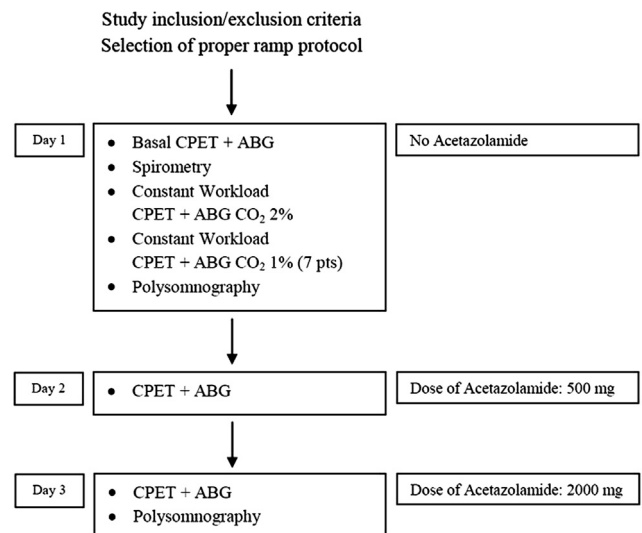 Study inclusion/exclusion criteria
Selection of proper ramp protocol
Day 1
• Basal CPET + ABG
• Spirometry
• Constant Workload
CPET + ABG CO₂ 2%
• Constant Workload
CPET + ABG CO₂ 1% (7 pts)
• Polysomnography
No Acetazolamide
Day 2
• CPET + ABG
Dose of Acetazolamide: 500 mg
Day 3
• CPET + ABG
• Polysomnography
Dose of Acetazolamide: 2000 mg